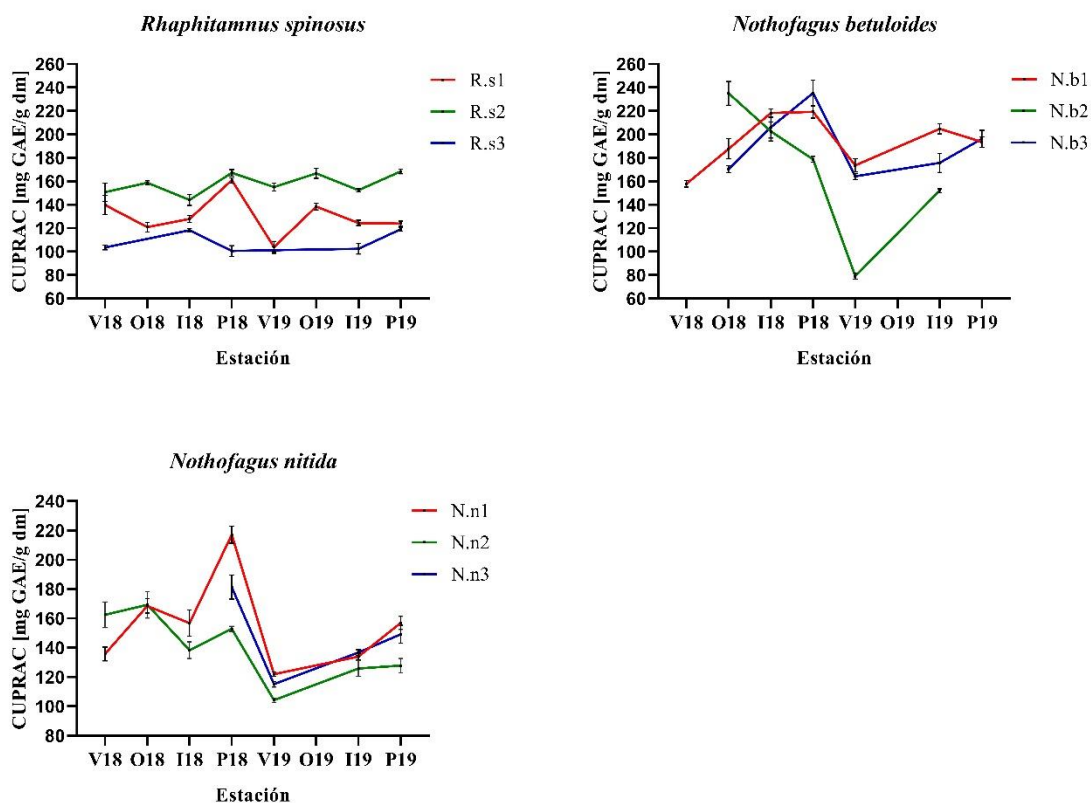 Rhaphitamnus spinosus
CUPRAC [mg GAE/g dm]
260
240
220
200
180
160
140
120
100
80
60
V18 O18 I18 P18 V19 O19 I19 P19
Estación
R.s1
R.s2
R.s3
Nothofagus betuloides
CUPRAC [mg GAE/g dm]
260
240
220
200
180
160
140
120
100
80
60
V18 O18 I18 P18 V19 O19 I19 P19
Estación
N.b1
N.b2
N.b3
Nothofagus nitida
CUPRAC [mg GAE/g dm]
240
220
200
180
160
140
120
100
80
V18 O18 I18 P18 V19 O19 I19 P19
Estación
N.n1
N.n2
N.n3